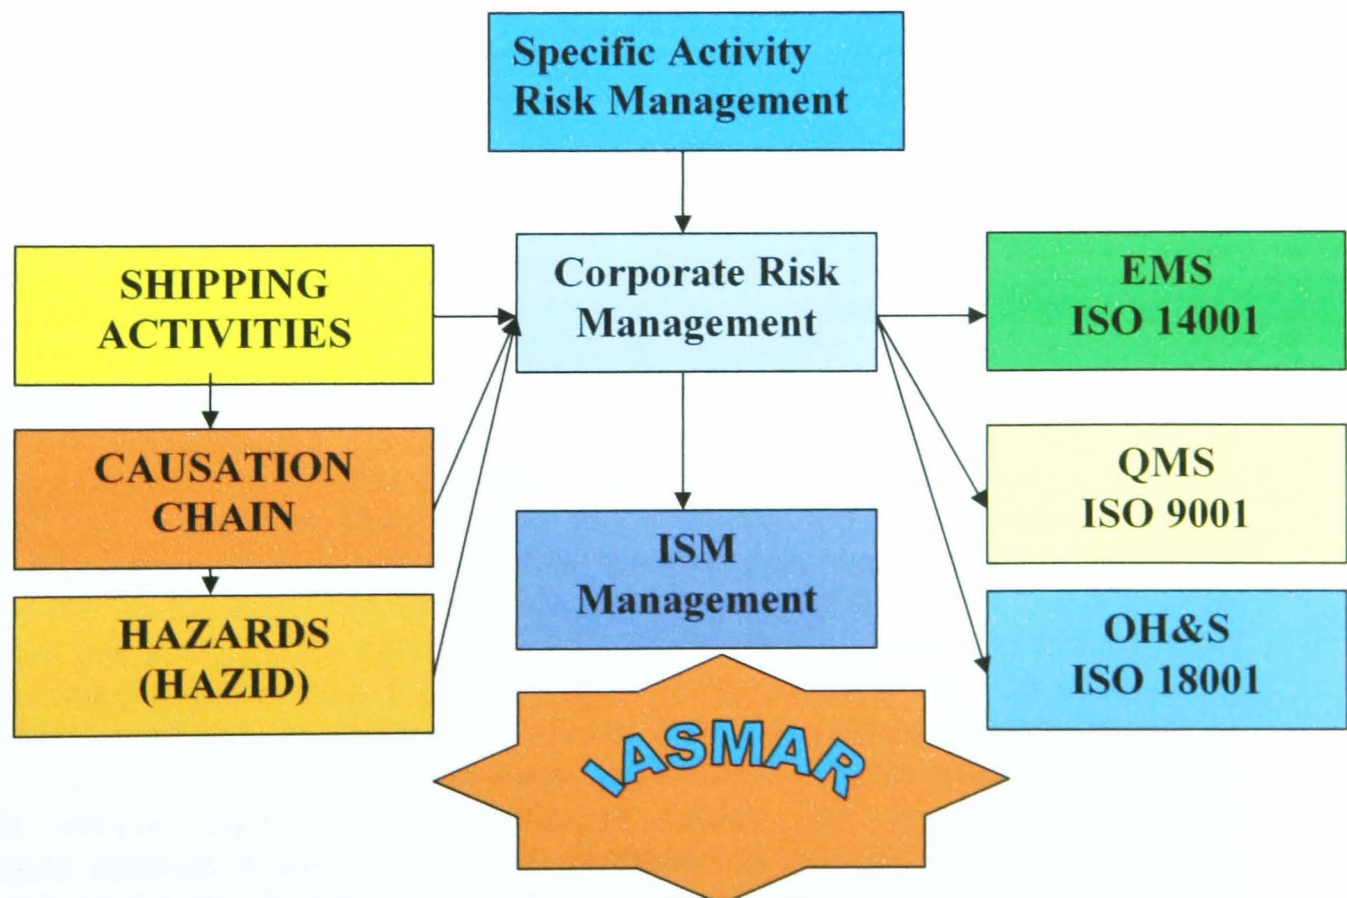 Specific Activity
Risk Management
SHIPPING
ACTIVITIES
Corporate Risk
Management
EMS
ISO 14001
CAUSATION
CHAIN
QMS
ISO 9001
ISM
Management
HAZARDS
(HAZID)
OH&S
ISO 18001
IASMAR